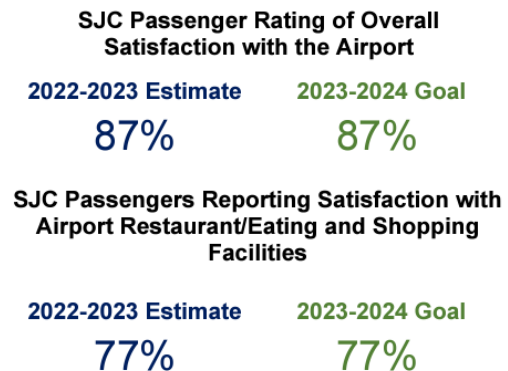 SJC Passenger Rating of Overall
Satisfaction with the Airport
2022-2023 Estimate 2023-2024 Goal
87% 87%
SJC Passengers Reporting Satisfaction with
Airport Restaurant/Eating and Shopping
Facilities
2022-2023 Estimate 2023-2024 Goal
77% 77%